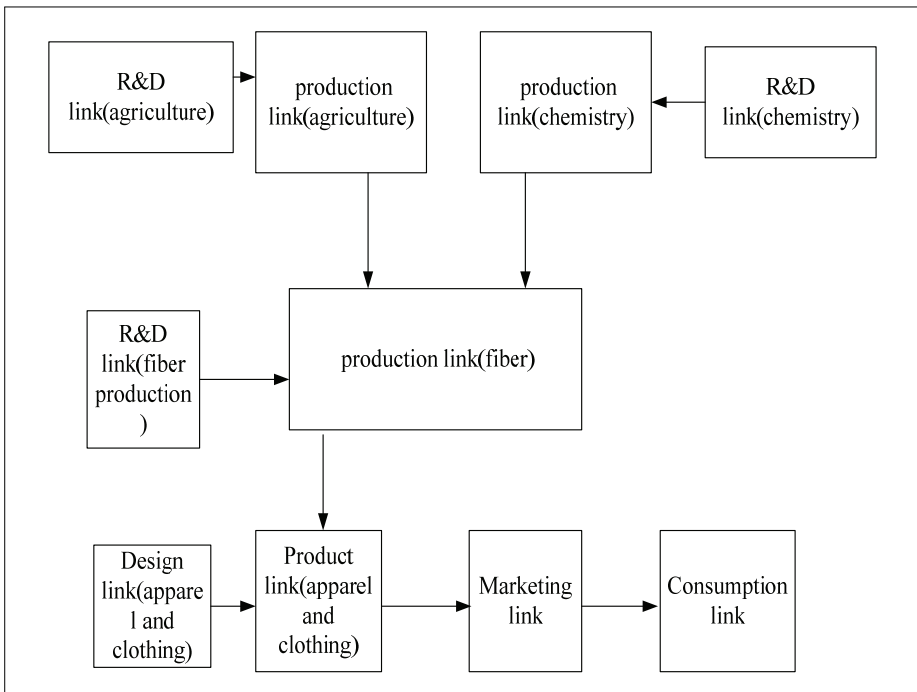 R&D
link(agriculture)
production
link(agriculture)
production
link(chemistry)
R&D
link(chemistry)
R&D
link(fiber
production
)
production link(fiber)
Design
link(appare
l and
clothing)
Product
link(apparel
and
clothing)
Marketing
link
Consumption
link